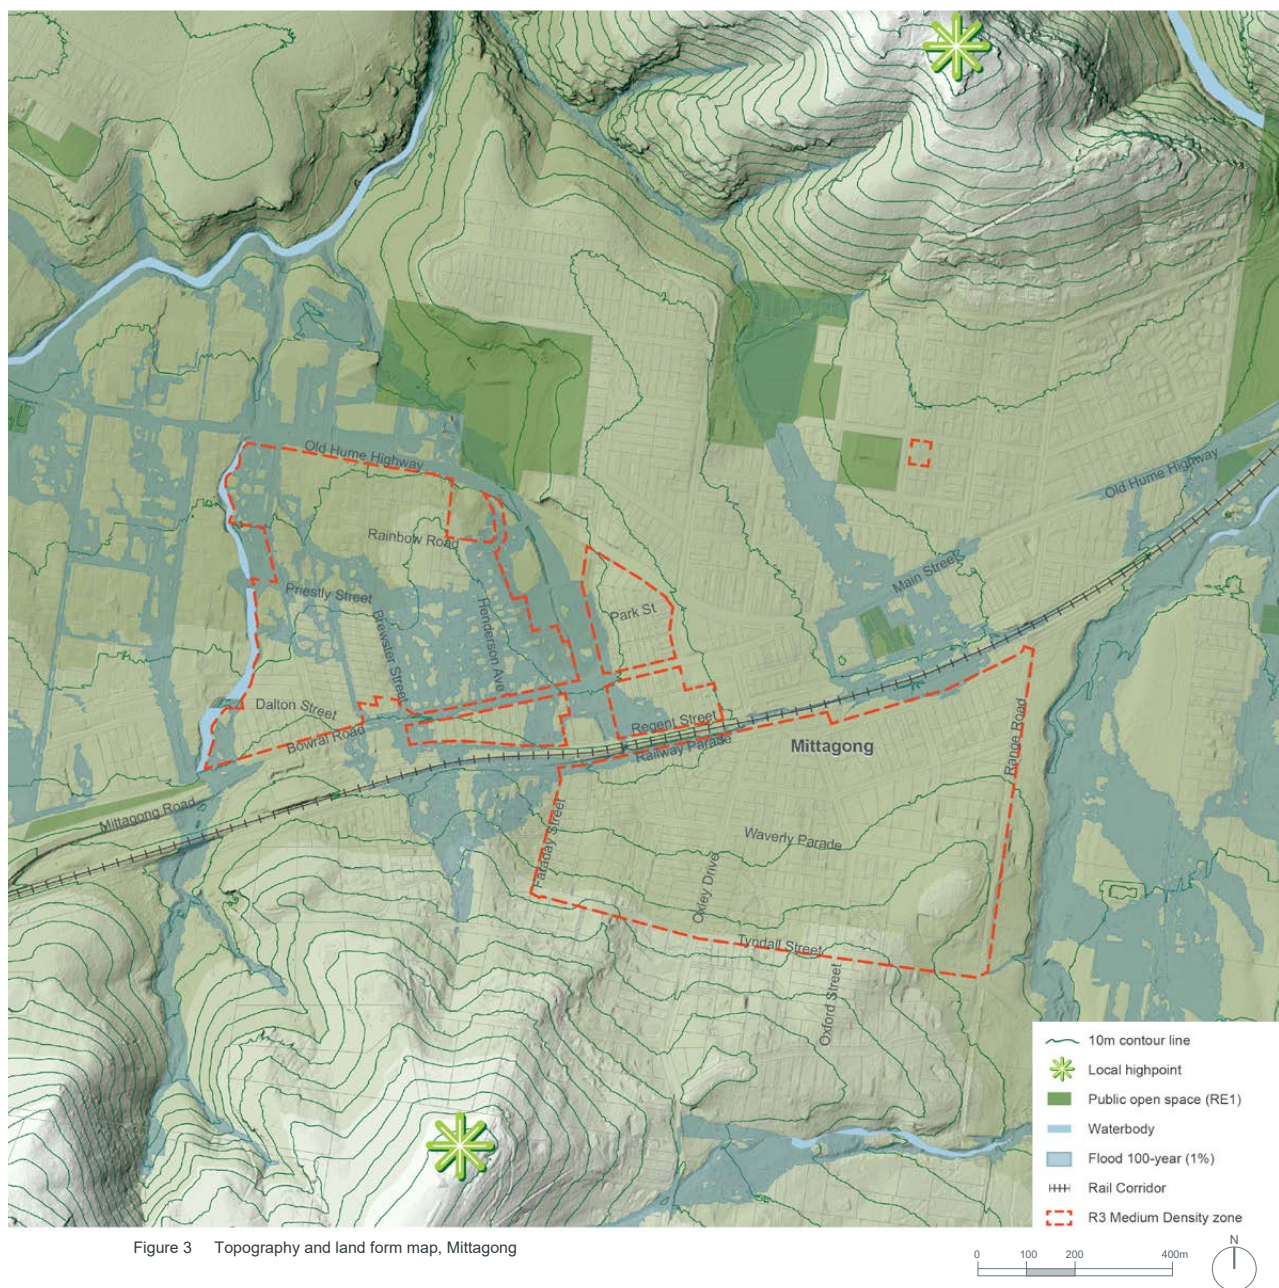 Old Hume Highway
Rainbow Road
Priestly Street
Brewster Street
Henderson Ave
Park St
Dalton Street
Bowral Road
Regent Street
Railway Parade
Mittagong
Mittagong Road
Main Street
Old Hume Highway
Range Road
Faraday Street
Waverly Parade
Oxley Drive
Tyndall Street
Oxford Street
10m contour line
Local highpoint
Public open space (RE1)
Waterbody
Flood 100-year (1%)
Rail Corridor
R3 Medium Density zone
Figure 3 Topography and land form map, Mittagong
0 100 200 400m
N